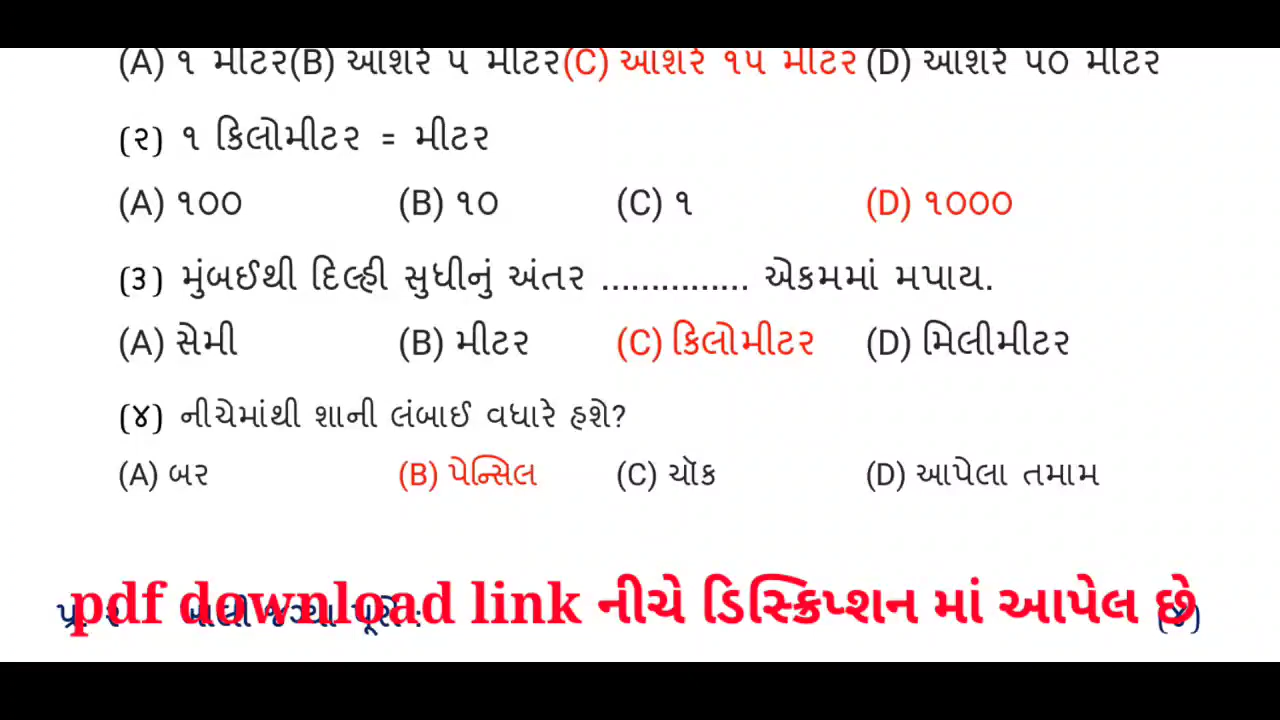 (A) ૧ મીટર(B) આશરે ૫ મીટર(C) આશરે ૧૫ મીટર (D) આશરે ૫૦ મીટર
(૨) ૧ કિલોમીટર = મીટર
(A) ૧૦૦ (B) ૧૦ (C) ૧ (D) ૧૦૦૦
(૩) મુંબઈથી દિલ્હી સુધીનું અંતર ............... એકમમાં મપાય.
(A) સેમી (B) મીટર (C) કિલોમીટર (D) મિલીમીટર
(૪) નીચેમાંથી શાની લંબાઈ વધારે હશે?
(A) બર (B) પેન્સિલ (C) ચૉક (D) આપેલા તમામ
pdf download link નીચે ડિસ્ક્રિપ્શન માં આપેલ છે